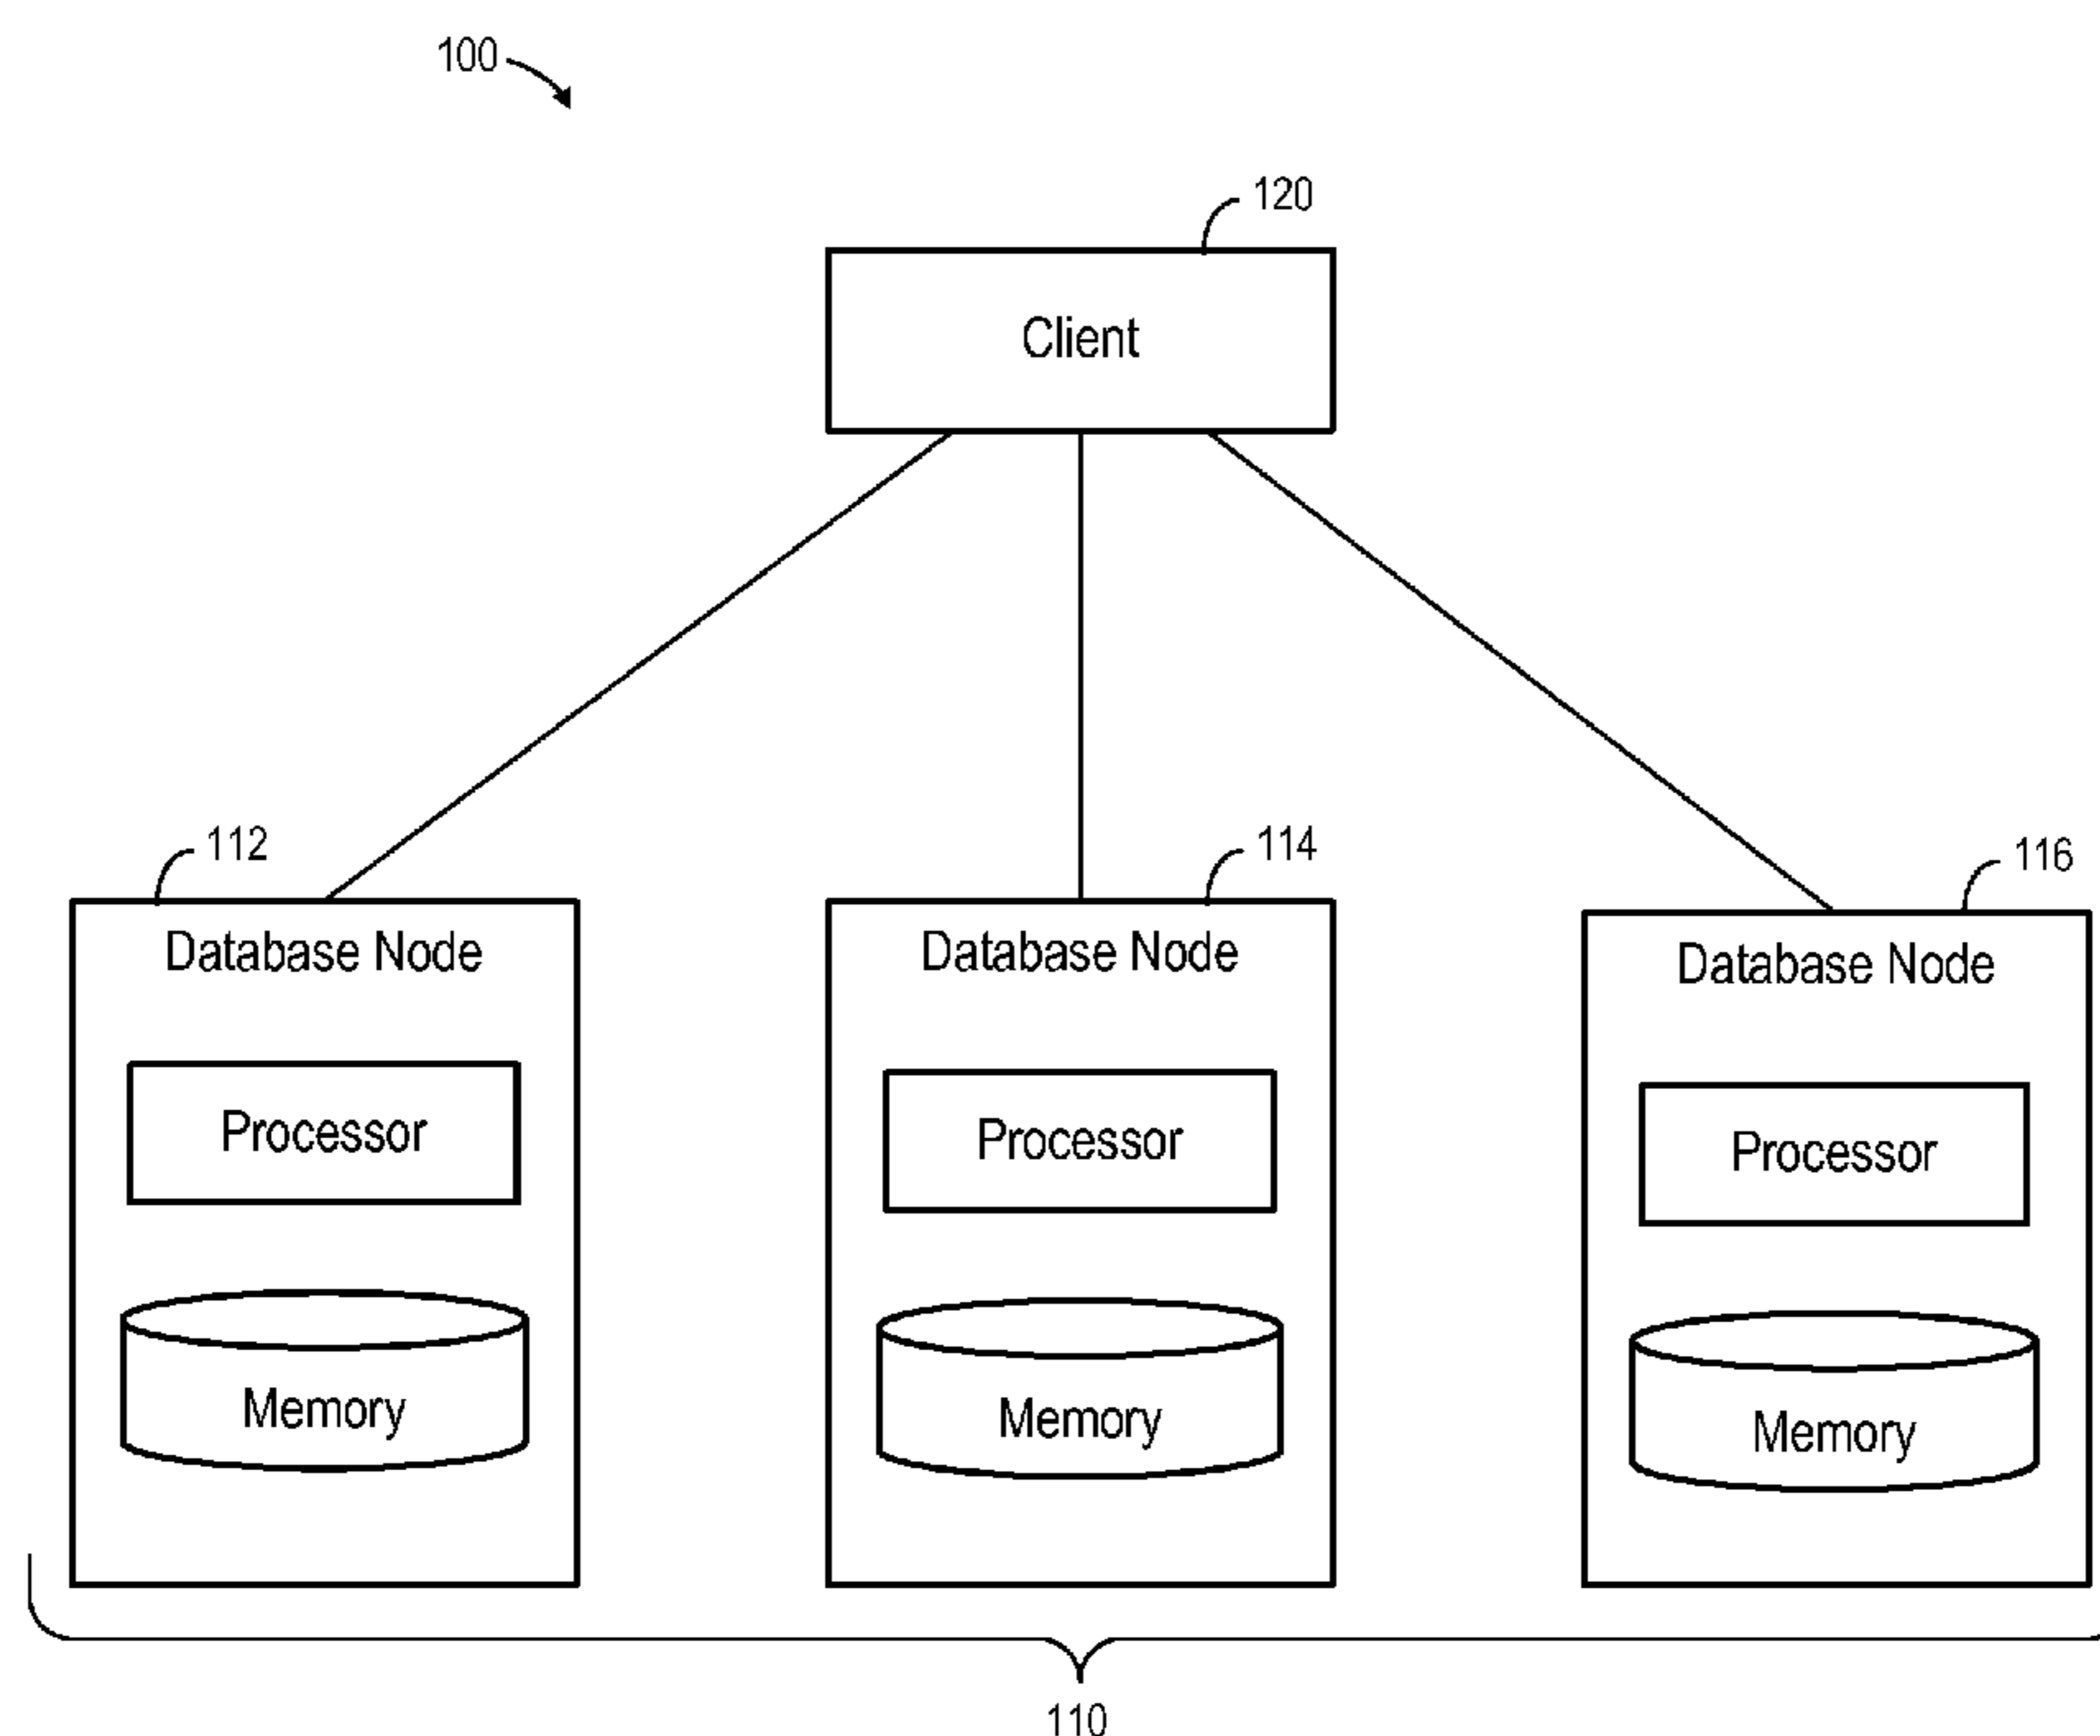 100
120
Client
112
114
116
Database Node
Database Node
Database Node
Processor
Processor
Processor
Memory
Memory
Memory
110